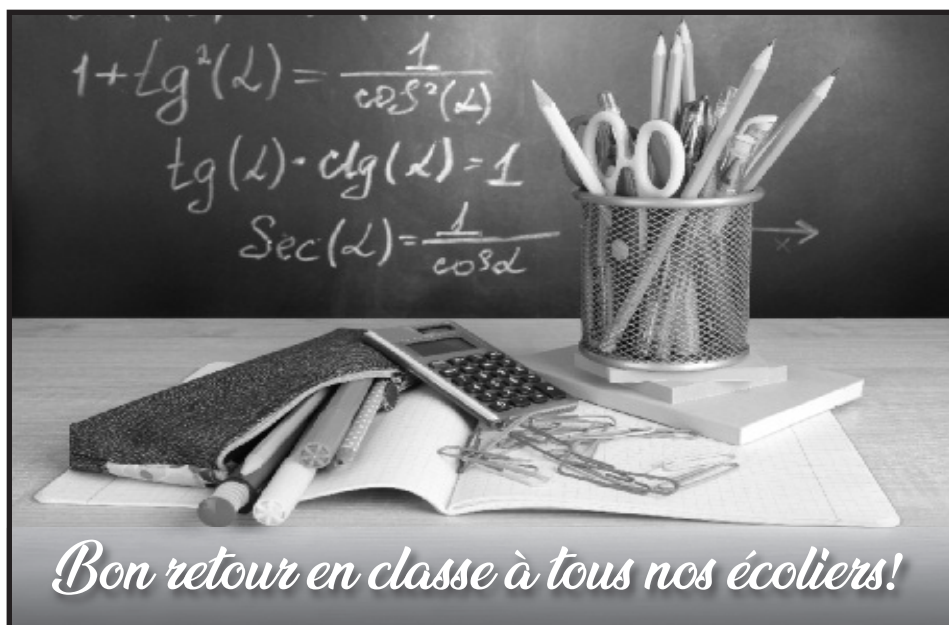 1+tg²(α)=1/cos²(α)
tg(α)·ctg(α)=1
Sec(α)=1/cosα
x
Bon retour en classe à tous nos écoliers!